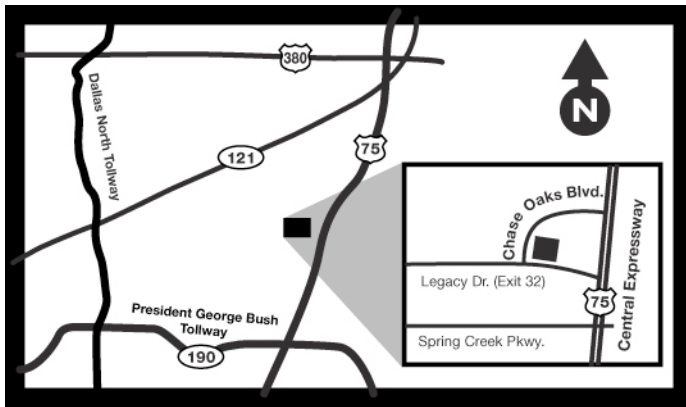 380
N
Dallas North Tollway
121
75
Chase Oaks Blvd.
Central Expressway
Legacy Dr. (Exit 32)
75
President George Bush
Tollway
Spring Creek Pkwy.
190